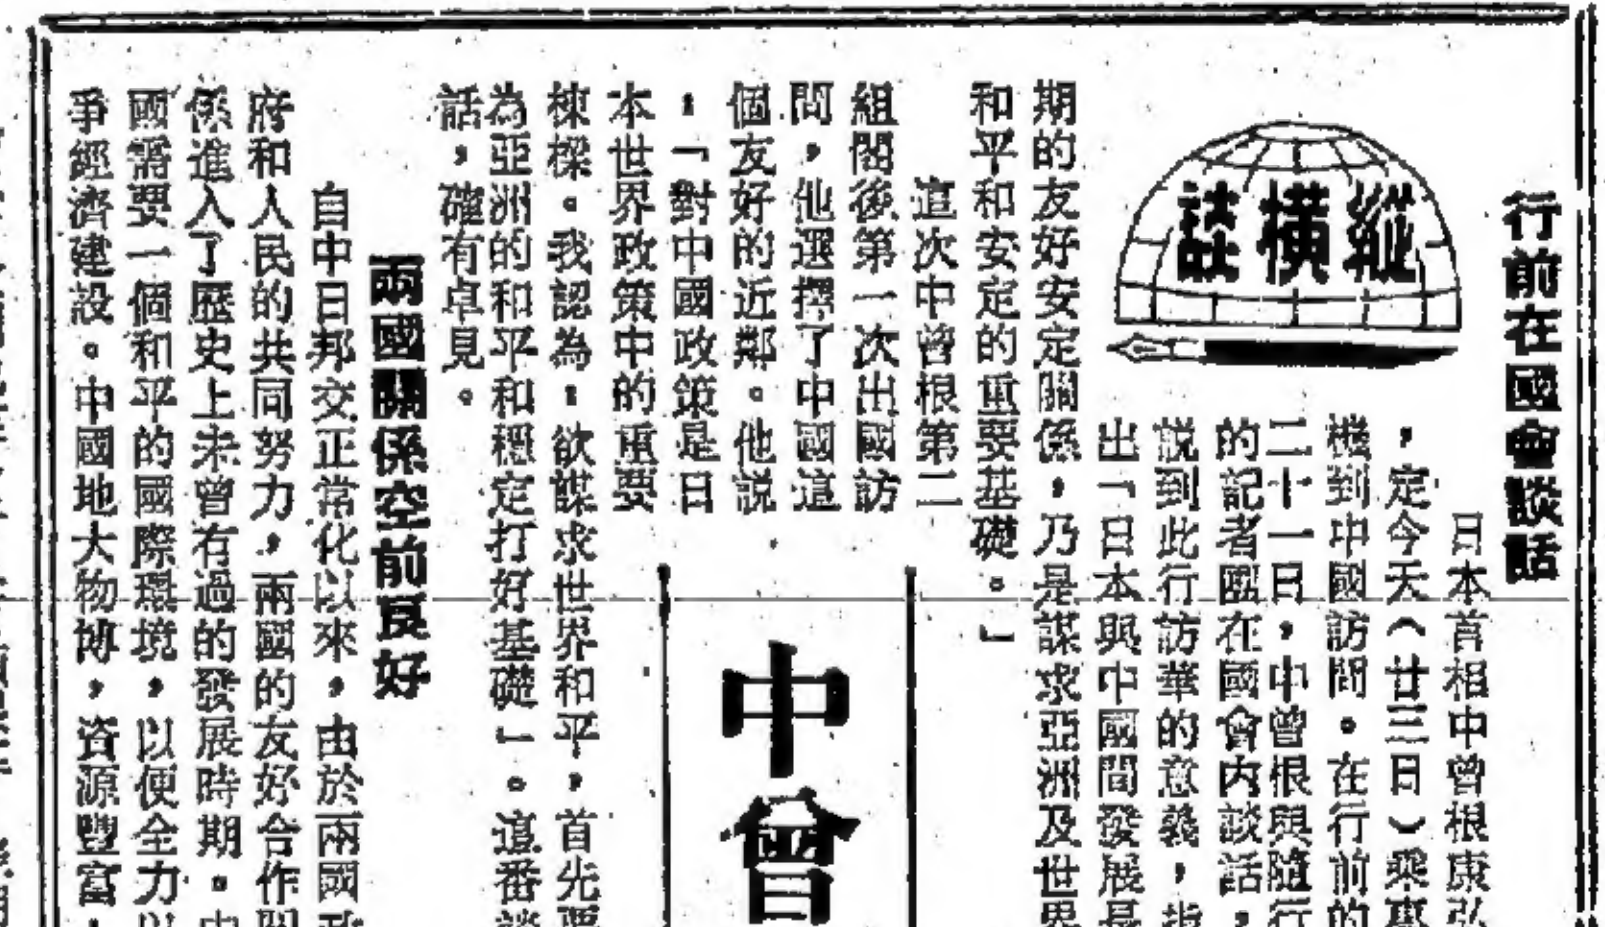 行前在國會談話
縱橫談
日本首相中曾根康弘
，定今天（廿三日）乘專
機到中國訪問。在行前的
二十一日，中曾根與隨行
的記者團在國會內談話，
說到此行訪華的意義，指
出「日本與中國間發展長
期的友好安定關係，乃是謀求亞洲及世界
和平和安定的重要基礎。」
這次中曾根第二
組閣後第一次出國訪
問，他選擇了中國這
個友好的近鄰。他說
：「對中國政策是日
本世界政策中的重要
中曾
棟樑。我認為：欲謀求世界和平，首先要
為亞洲的和平和穩定打好基礎」。這番談
話，確有卓見。
兩國關係空前良好
自中日邦交正常化以來，由於兩國政
府和人民的共同努力，兩國的友好合作關
係進入了歷史上未曾有過的發展時期。中
國需要一個和平的國際環境，以便全力以
爭經濟建設。中國地大物博，資源豐富，